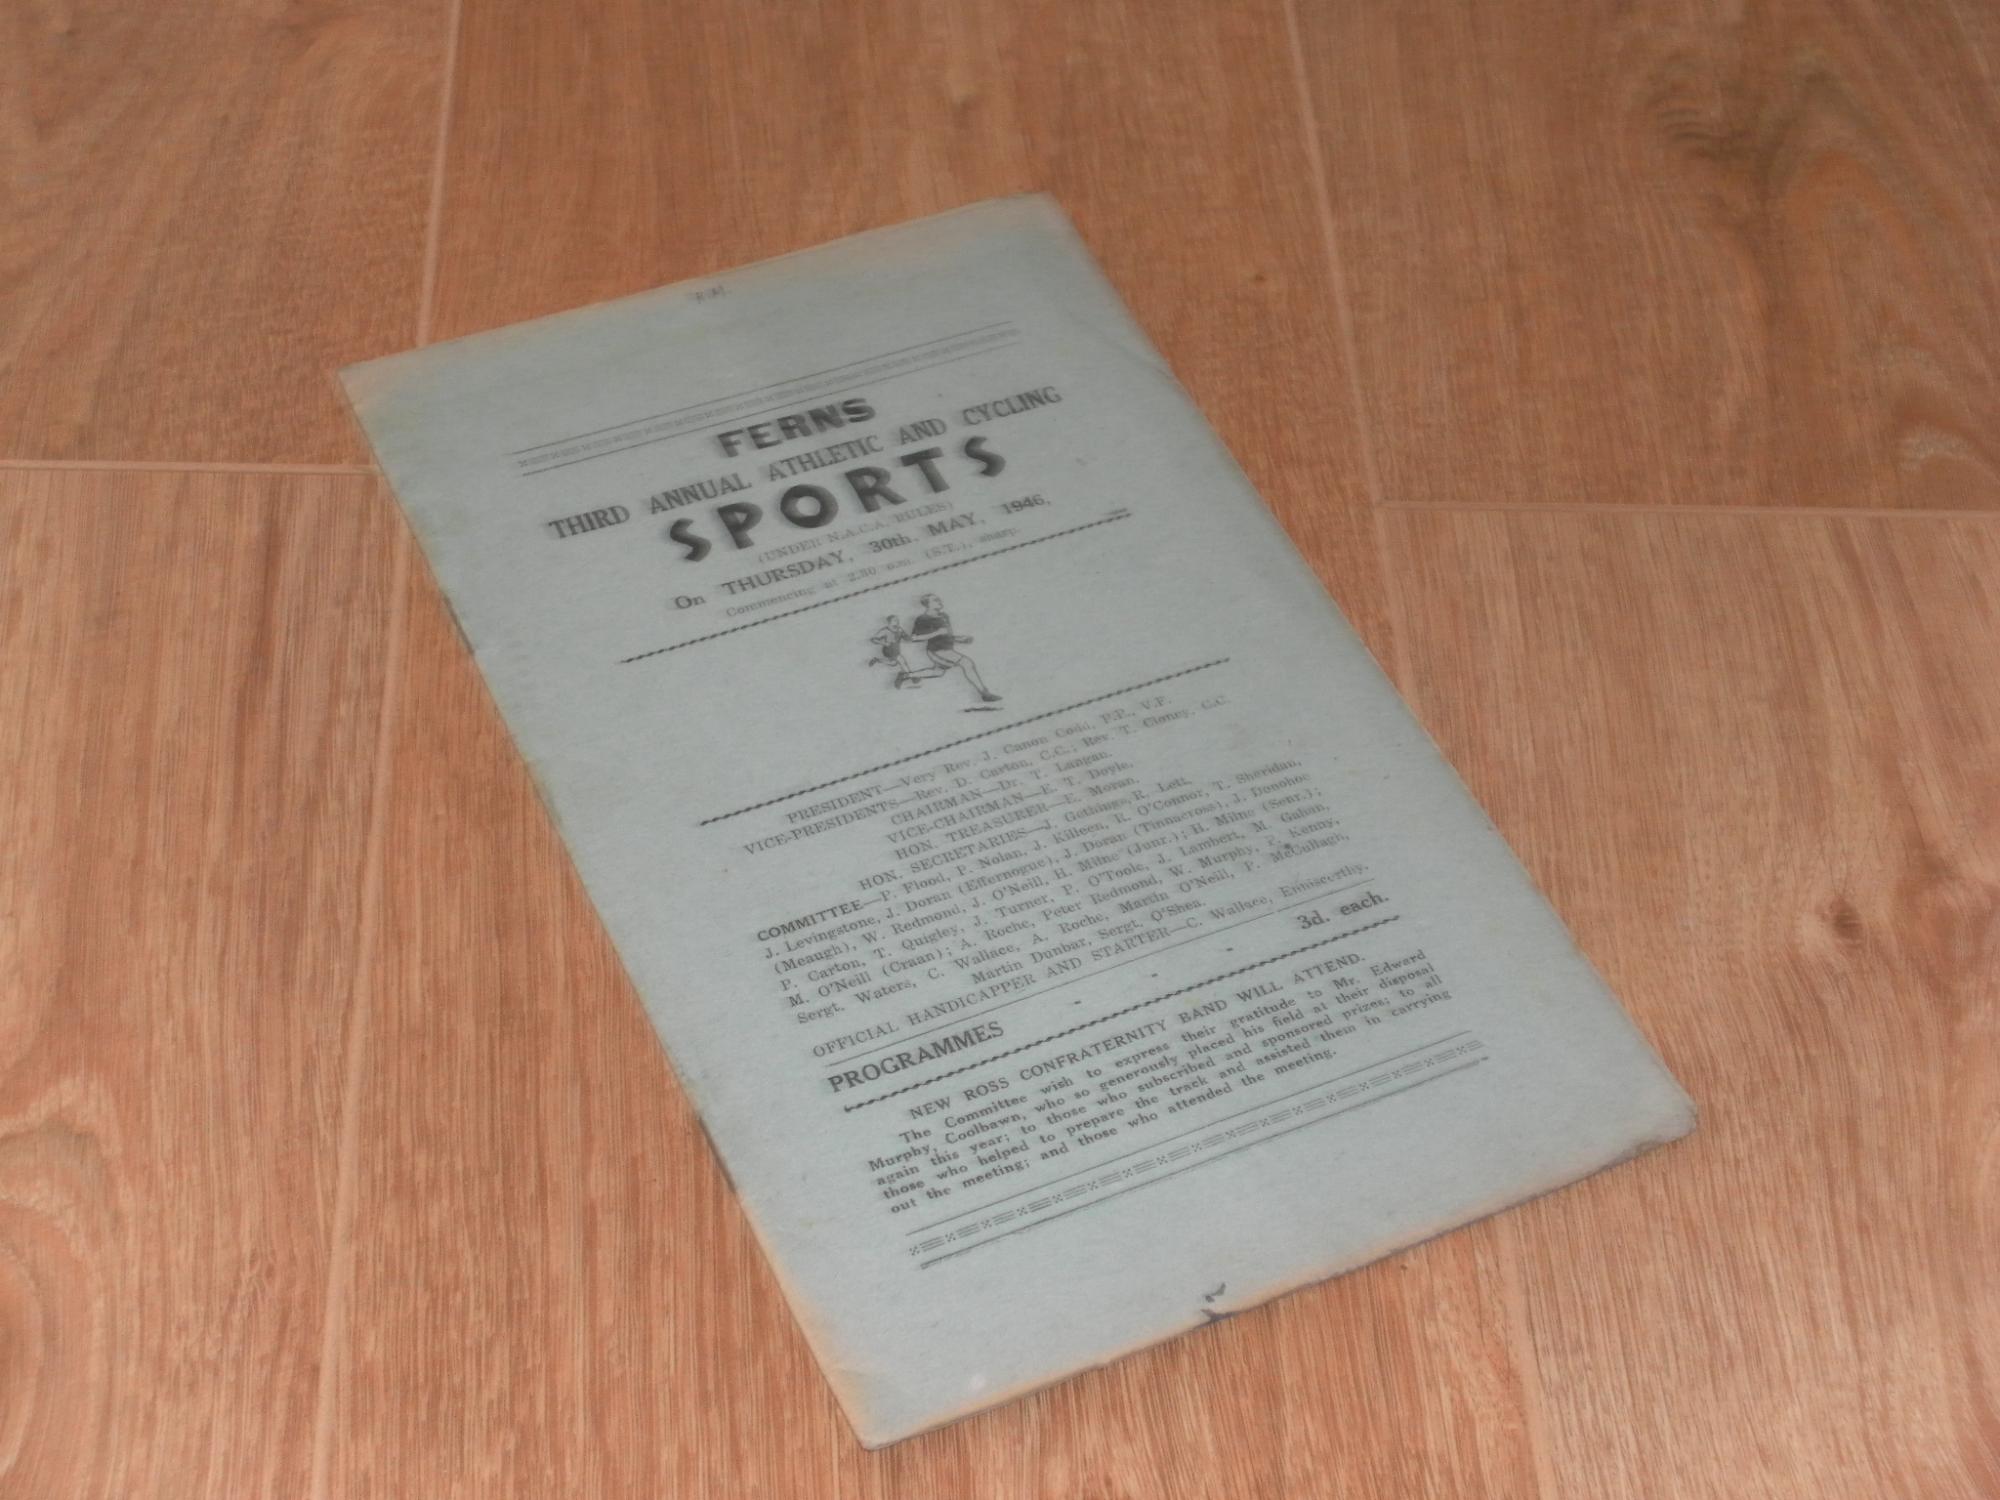 FERNS
THIRD ANNUAL ATHLETIC AND CYCLING
SPORTS
(UNDER N.A.C.A. RULES)
On THURSDAY, 30th. MAY, 1946,
Commencing at 2.30 p.m. (S.T.), sharp.
PRESIDENT—Very Rev. J. Canon Codd, P.P., V.F.
VICE-PRESIDENTS—Rev. D. Carton, C.C.; Rev. T. Cloney, C.C.
CHAIRMAN—Dr. T. Langan.
VICE-CHAIRMAN—E. T. Doyle.
HON. TREASURER—E. Moran.
HON. SECRETARIES—J. Gethings, R. Lett.
COMMITTEE—P. Flood, P. Nolan, J. Killeen, R. O'Connor, T. Sheridan,
J. Levingstone, J. Doran (Effernogue), J. Doran (Tinnacross), J. Donohoe
(Meaugh), W. Redmond, J. O'Neill, H. Milne (Junr.); H. Milne (Senr.);
P. Carton, T. Quigley, J. Turner, P. O'Toole, J. Lambert, M. Gahan,
M. O'Neill (Craan); A. Roche, Peter Redmond, W. Murphy, P. Kenny,
Sergt. Waters, C. Wallace, A. Roche, Martin O'Neill, P. McCullagh,
Martin Dunbar, Sergt. O'Shea.
OFFICIAL HANDICAPPER AND STARTER—C. Wallace, Enniscorthy.
PROGRAMMES - - - 3d. each.
NEW ROSS CONFRATERNITY BAND WILL ATTEND.
The Committee wish to express their gratitude to Mr. Edward
Murphy, Coolbawn, who so generously placed his field at their disposal
again this year; to those who subscribed and sponsored prizes; to all
those who helped to prepare the track and assisted them in carrying
out the meeting; and those who attended the meeting.